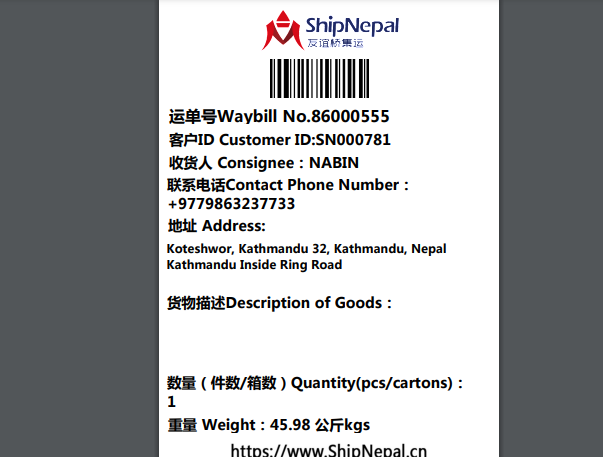 ShipNepal
友谊桥集运
运单号Waybill No.86000555
客户ID Customer ID:SN000781
收货人 Consignee：NABIN
联系电话Contact Phone Number：
+9779863237733
地址 Address:
Koteshwor, Kathmandu 32, Kathmandu, Nepal
Kathmandu Inside Ring Road
货物描述Description of Goods：
数量（件数/箱数）Quantity(pcs/cartons)：
1
重量 Weight：45.98 公斤kgs
https://www.ShipNepal.cn